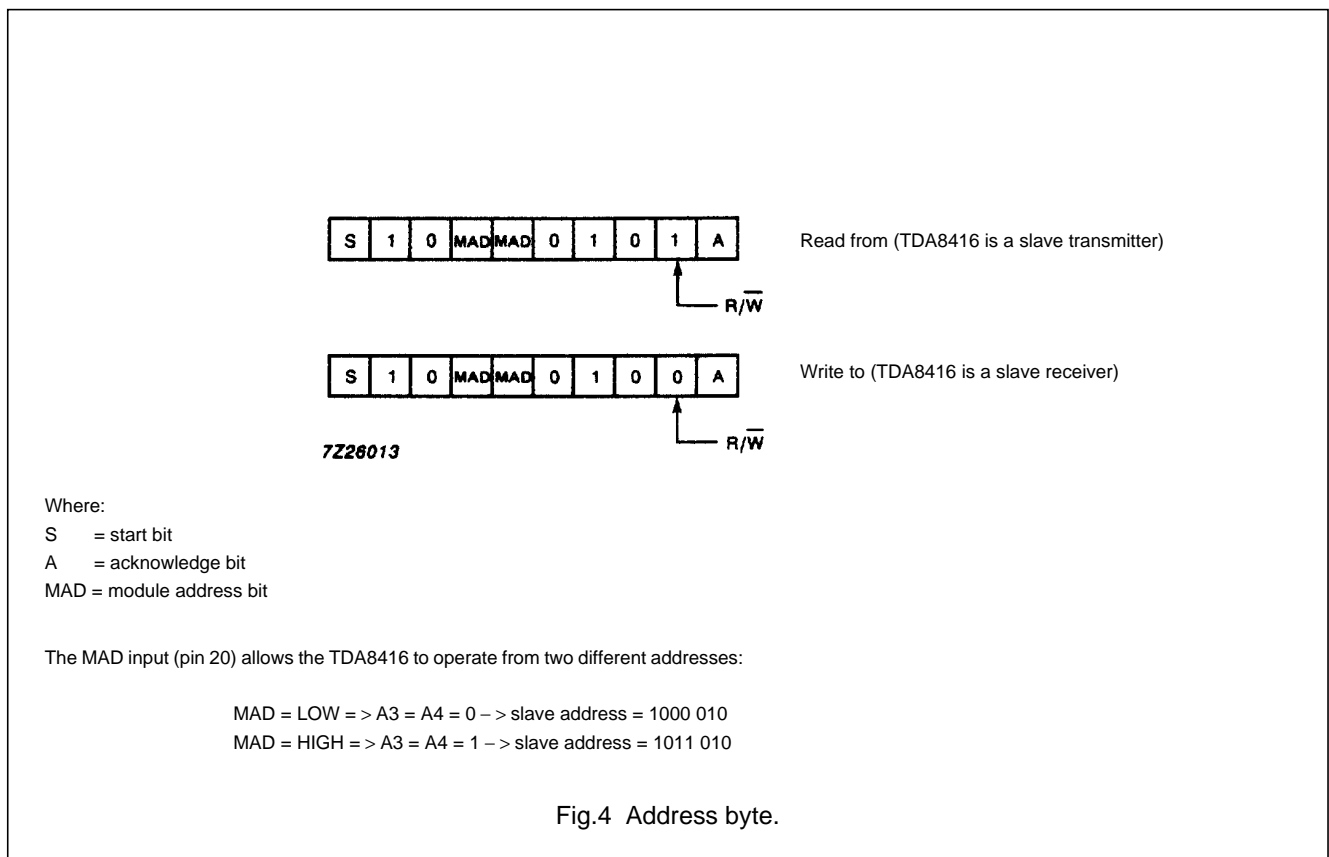 S 1 0 MAD MAD 0 1 0 1 A Read from (TDA8416 is a slave transmitter)
R/W̅
S 1 0 MAD MAD 0 1 0 0 A Write to (TDA8416 is a slave receiver)
R/W̅
7Z26013
Where:
S = start bit
A = acknowledge bit
MAD = module address bit
The MAD input (pin 20) allows the TDA8416 to operate from two different addresses:
MAD = LOW = > A3 = A4 = 0 − > slave address = 1000 010
MAD = HIGH = > A3 = A4 = 1 − > slave address = 1011 010
Fig.4 Address byte.